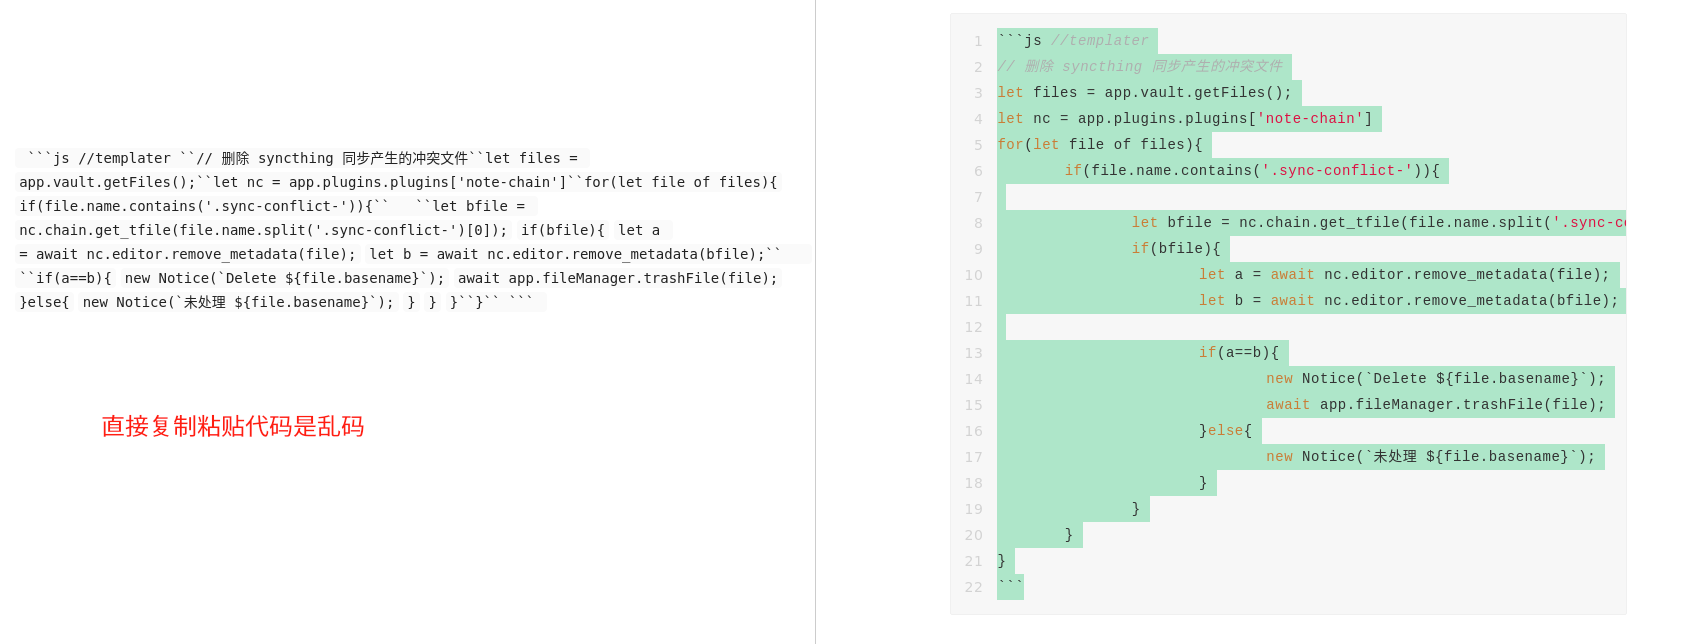 ```js //templater ``// 删除 syncthing 同步产生的冲突文件``let files =
app.vault.getFiles();``let nc = app.plugins.plugins['note-chain']``for(let file of files){
if(file.name.contains('.sync-conflict-')){``   ``let bfile =
nc.chain.get_tfile(file.name.split('.sync-conflict-')[0]); if(bfile){ let a
= await nc.editor.remove_metadata(file); let b = await nc.editor.remove_metadata(bfile);``
``if(a==b){ new Notice(`Delete ${file.basename}`); await app.fileManager.trashFile(file);
}else{ new Notice(`未处理 ${file.basename}`); } } }``}`` ```
直接复制粘贴代码是乱码
1 ```js //templater
2 // 删除 syncthing 同步产生的冲突文件
3 let files = app.vault.getFiles();
4 let nc = app.plugins.plugins['note-chain']
5 for(let file of files){
6 if(file.name.contains('.sync-conflict-')){
7
8 let bfile = nc.chain.get_tfile(file.name.split('.sync-co
9 if(bfile){
10 let a = await nc.editor.remove_metadata(file);
11 let b = await nc.editor.remove_metadata(bfile);
12
13 if(a==b){
14 new Notice(`Delete ${file.basename}`);
15 await app.fileManager.trashFile(file);
16 }else{
17 new Notice(`未处理 ${file.basename}`);
18 }
19 }
20 }
21 }
22 ```